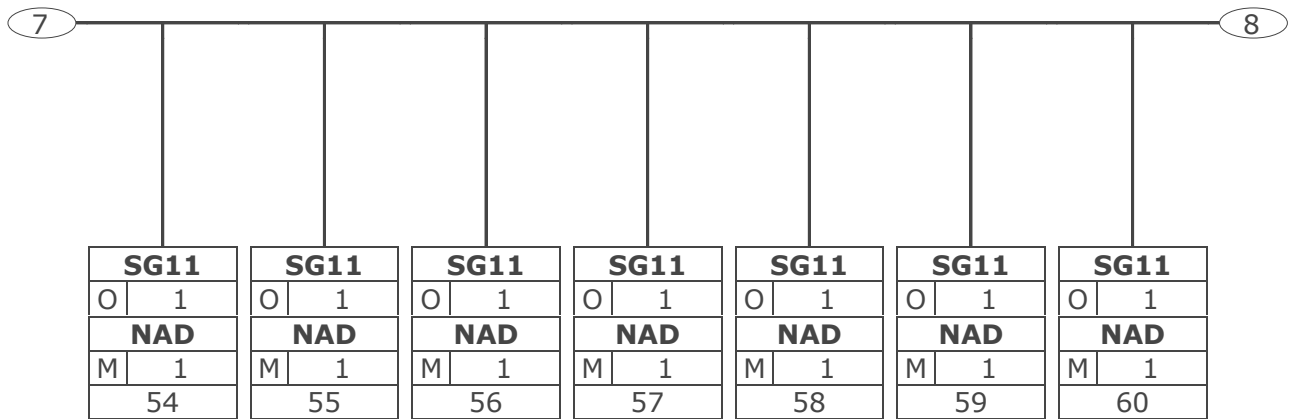 7 8
SG11 SG11 SG11 SG11 SG11 SG11 SG11
O 1 O 1 O 1 O 1 O 1 O 1 O 1
NAD NAD NAD NAD NAD NAD NAD
M 1 M 1 M 1 M 1 M 1 M 1 M 1
54 55 56 57 58 59 60